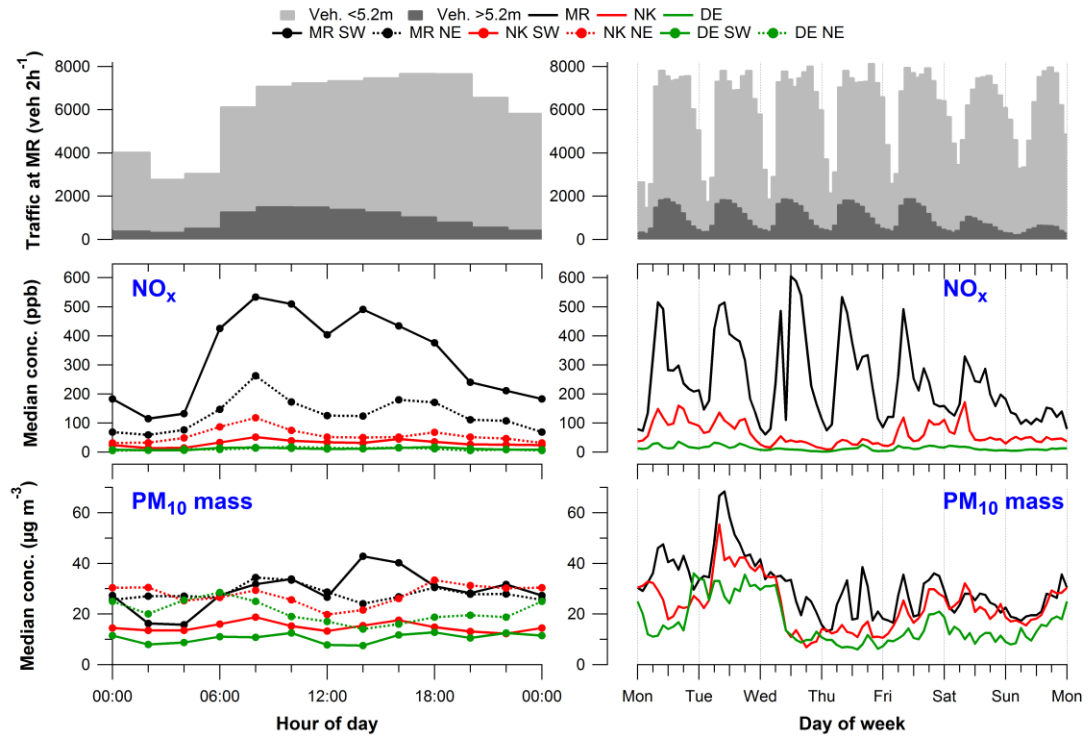 Veh. <5.2m Veh. >5.2m MR NK DE
MR SW MR NE NK SW NK NE DE SW DE NE
Traffic at MR (veh 2h⁻¹)
8000
6000
4000
2000
0
8000
6000
4000
2000
0
Median conc. (ppb)
600
500
400
300
200
100
0
NOₓ
600
500
400
300
200
100
0
NOₓ
Median conc. (µg m⁻³)
60
40
20
0
PM₁₀ mass
60
40
20
0
PM₁₀ mass
00:00 06:00 12:00 18:00 00:00
Hour of day
Mon Tue Wed Thu Fri Sat Sun Mon
Day of week